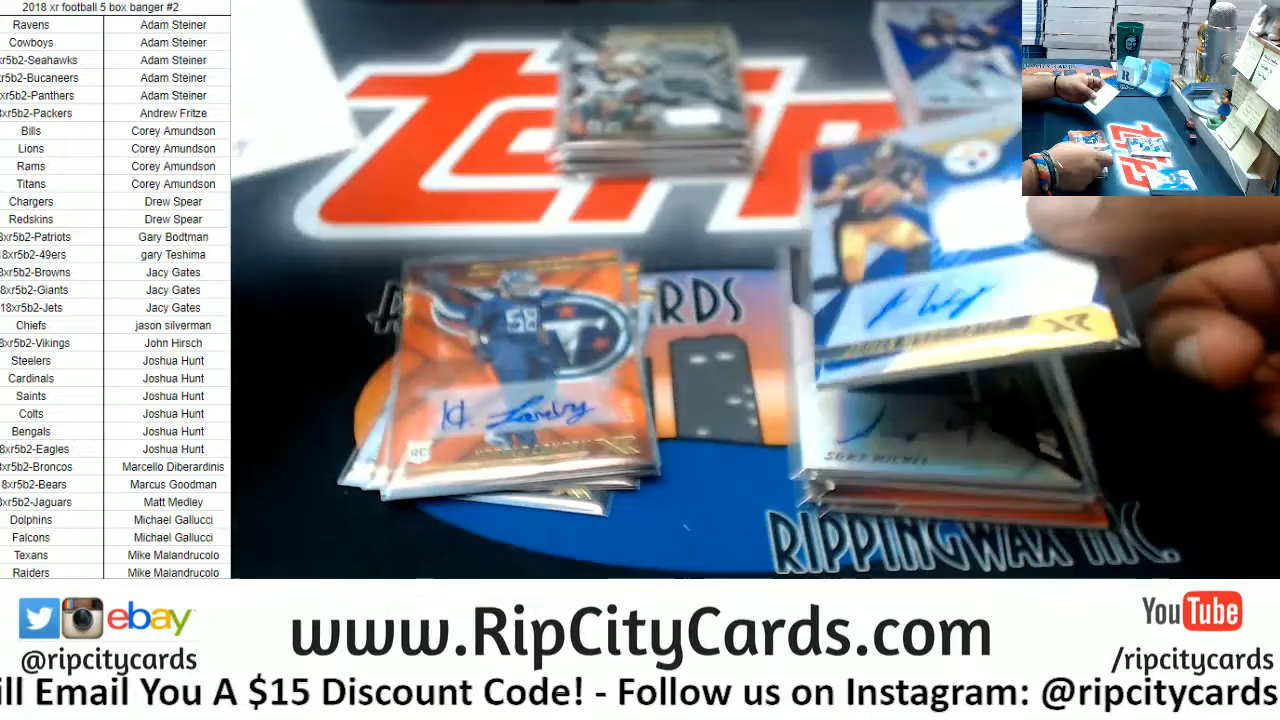 2018 xr football 5 box banger #2
Ravens Adam Steiner
Cowboys Adam Steiner
xr5b2-Seahawks Adam Steiner
xr5b2-Bucaneers Adam Steiner
xr5b2-Panthers Adam Steiner
xr5b2-Packers Andrew Fritze
Bills Corey Amundson
Lions Corey Amundson
Rams Corey Amundson
Titans Corey Amundson
Chargers Drew Spear
Redskins Drew Spear
8xr5b2-Patriots Gary Bodtman
18xr5b2-49ers gary Teshima
8xr5b2-Browns Jacy Gates
8xr5b2-Giants Jacy Gates
18xr5b2-Jets Jacy Gates
Chiefs jason silverman
8xr5b2-Vikings John Hirsch
Steelers Joshua Hunt
Cardinals Joshua Hunt
Saints Joshua Hunt
Colts Joshua Hunt
Bengals Joshua Hunt
8xr5b2-Eagles Joshua Hunt
8xr5b2-Broncos Marcello Diberardinis
8xr5b2-Bears Marcus Goodman
8xr5b2-Jaguars Matt Medley
Dolphins Michael Gallucci
Falcons Michael Gallucci
Texans Mike Malandrucolo
Raiders Mike Malandrucolo
RDS
58
H. Landry
RC
XR
SONY MICHEL
RIPPINGWAX INC.
ebay
@ripcitycards
www.RipCityCards.com
YouTube
/ripcitycards
ill Email You A $15 Discount Code! - Follow us on Instagram: @ripcitycards